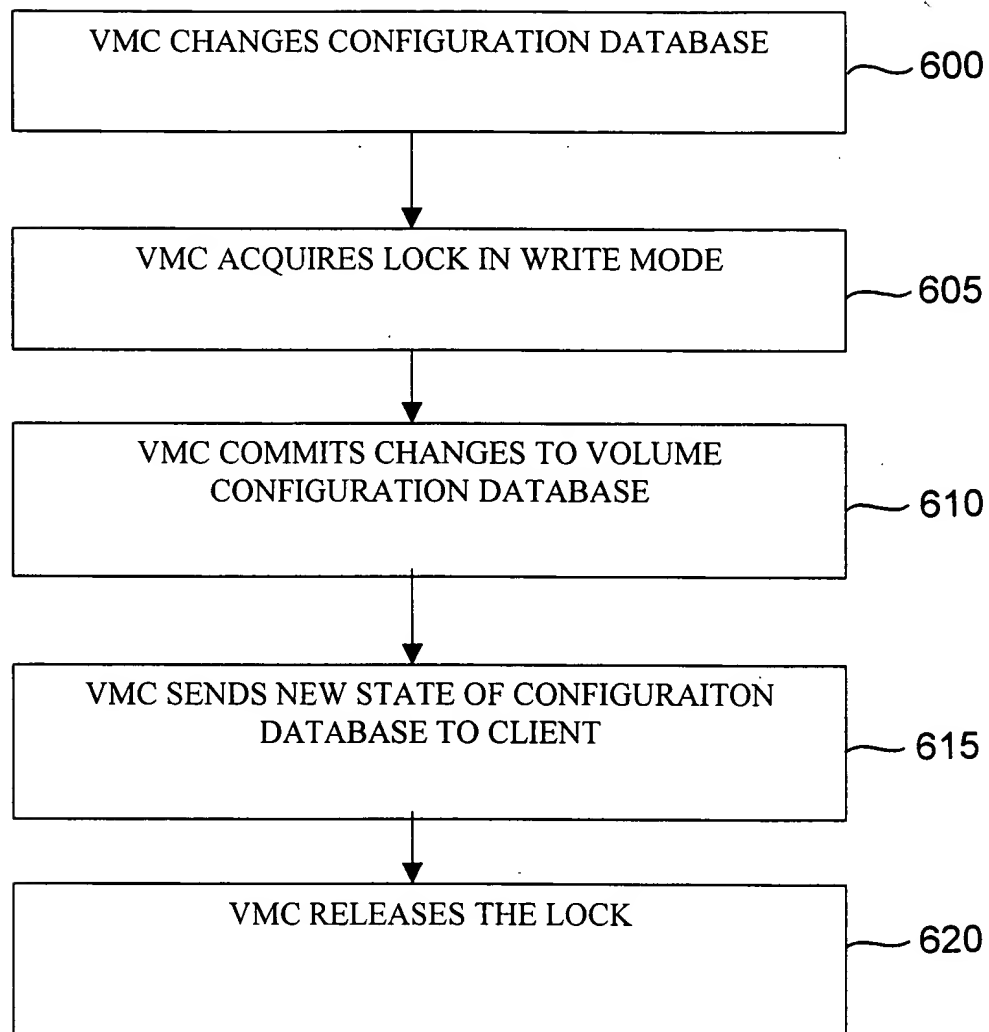 VMC CHANGES CONFIGURATION DATABASE
600
VMC ACQUIRES LOCK IN WRITE MODE
605
VMC COMMITS CHANGES TO VOLUME
CONFIGURATION DATABASE
610
VMC SENDS NEW STATE OF CONFIGURAITON
DATABASE TO CLIENT
615
VMC RELEASES THE LOCK
620